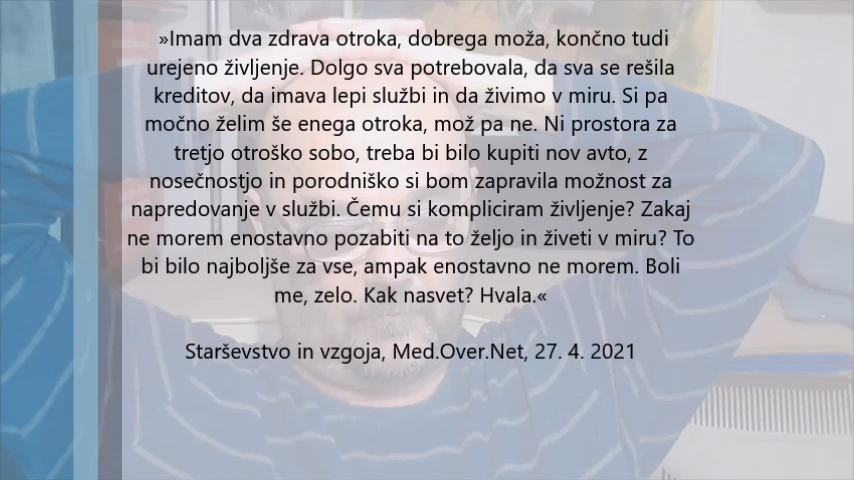 »Imam dva zdrava otroka, dobrega moža, končno tudi
urejeno življenje. Dolgo sva potrebovala, da sva se rešila
kreditov, da imava lepi službi in da živimo v miru. Si pa
močno želim še enega otroka, mož pa ne. Ni prostora za
tretjo otroško sobo, treba bi bilo kupiti nov avto, z
nosečnostjo in porodniško si bom zapravila možnost za
napredovanje v službi. Čemu si kompliciram življenje? Zakaj
ne morem enostavno pozabiti na to željo in živeti v miru? To
bi bilo najboljše za vse, ampak enostavno ne morem. Boli
me, zelo. Kak nasvet? Hvala.«
Starševstvo in vzgoja, Med.Over.Net, 27. 4. 2021